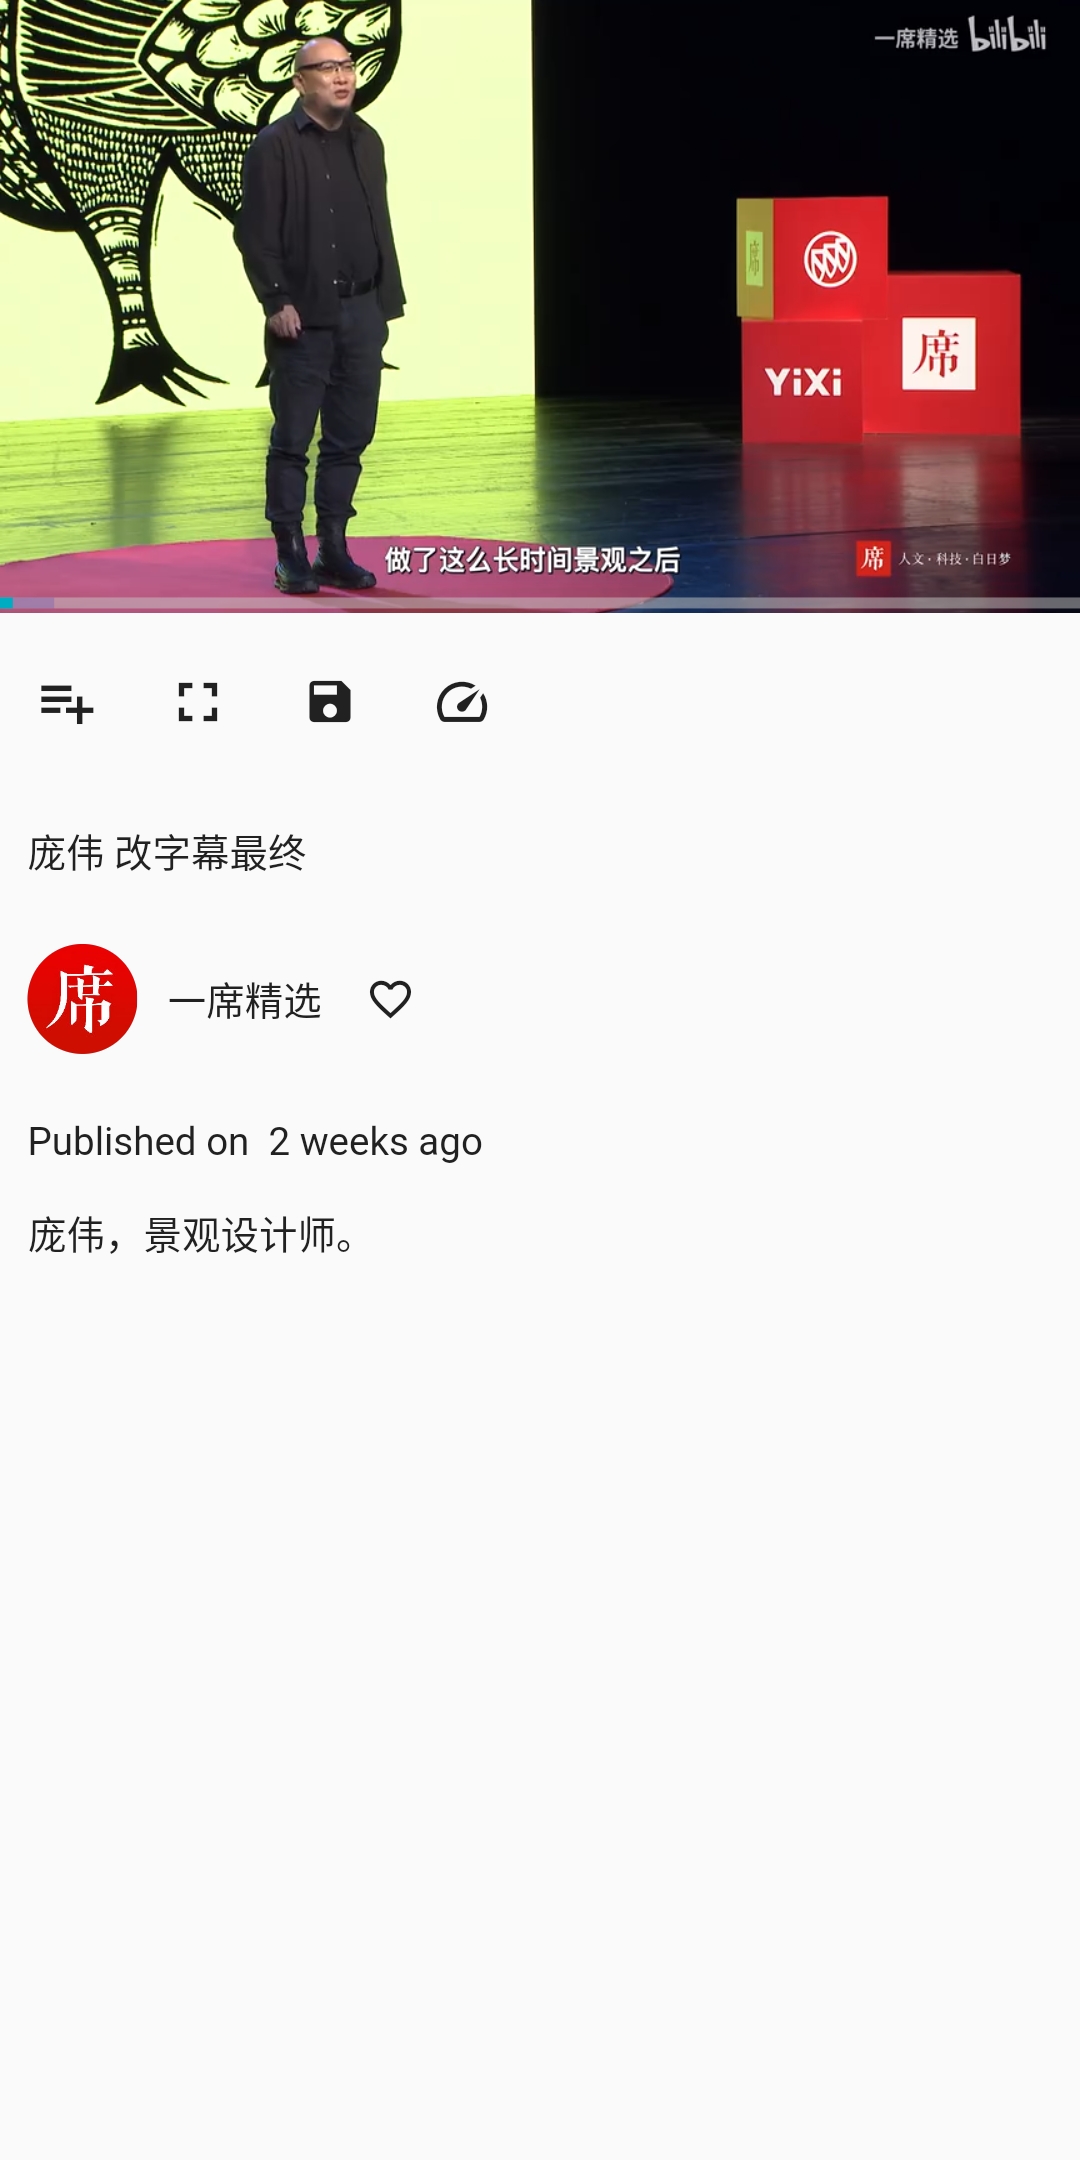 一席精选 bilibili
席
YiXi
席
做了这么长时间景观之后
席 人文·科技·白日梦
庞伟 改字幕最终
席 一席精选
Published on 2 weeks ago
庞伟，景观设计师。